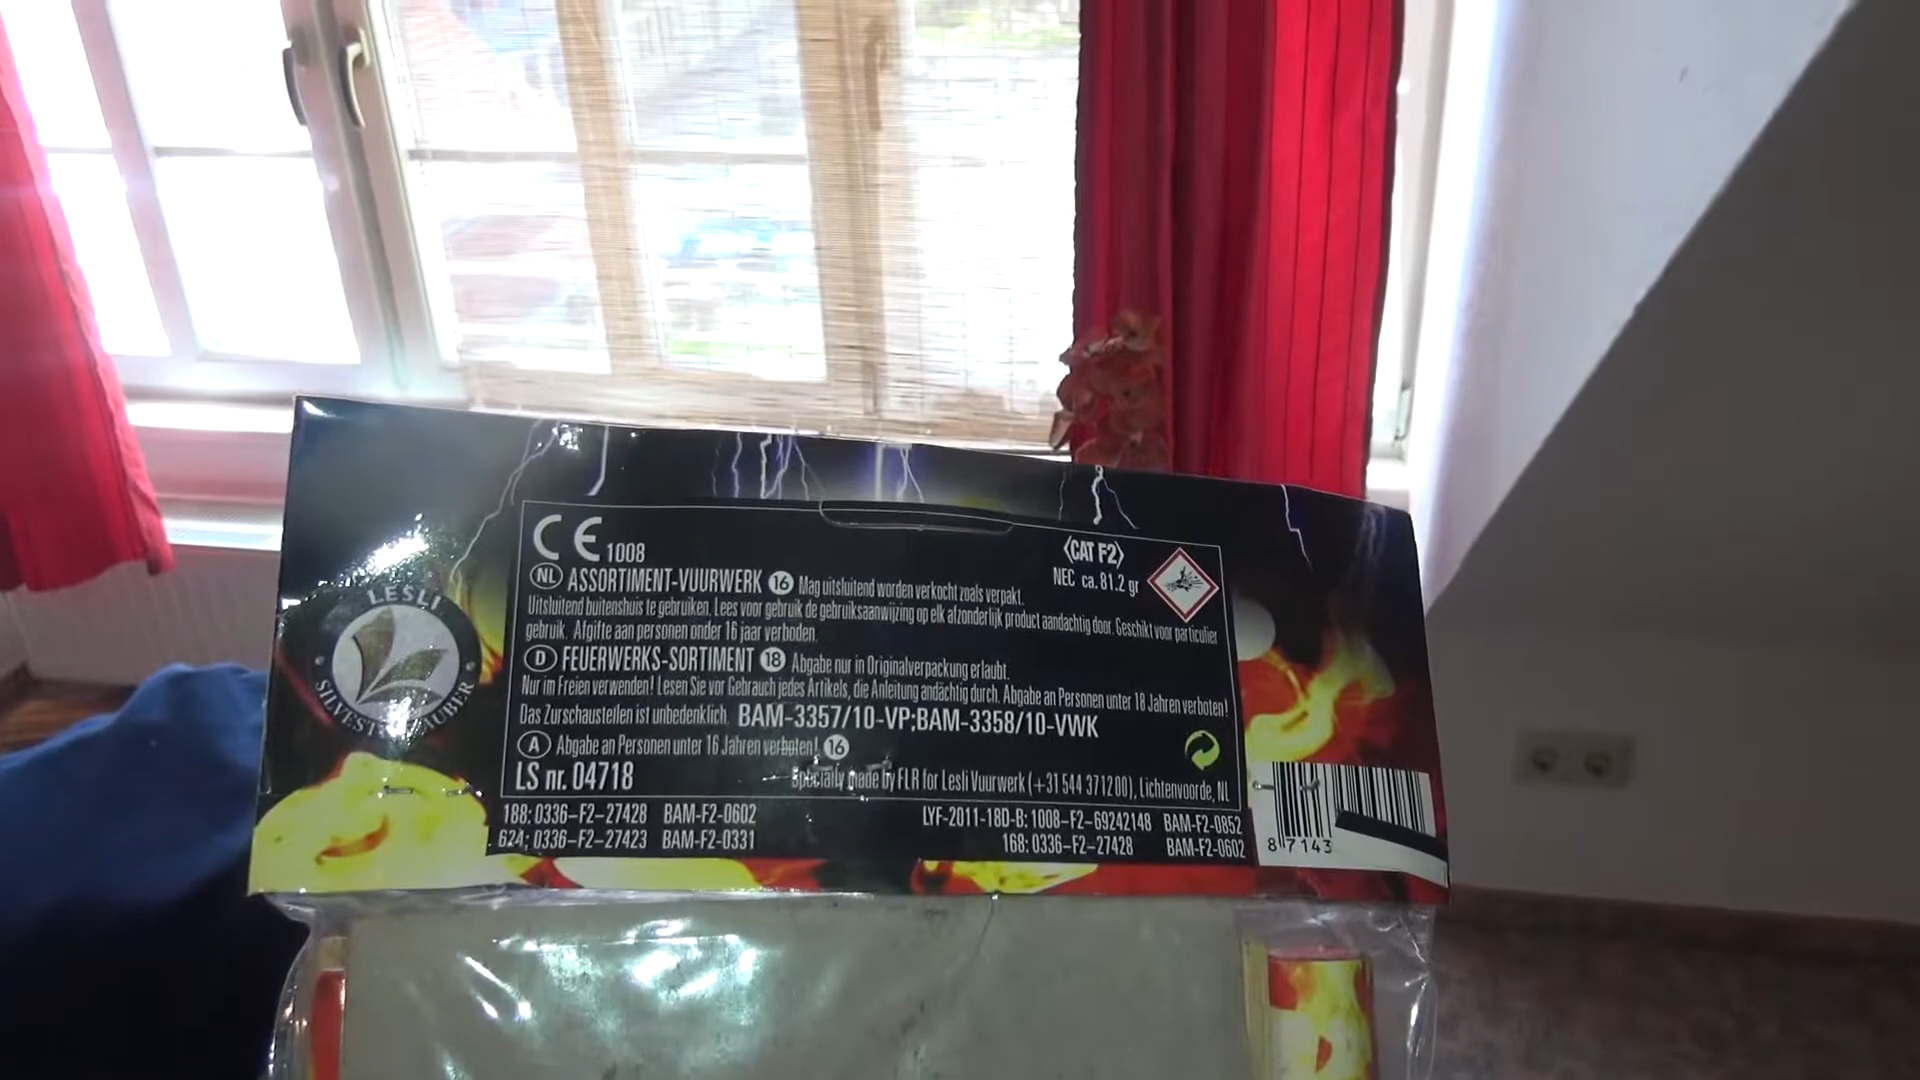 CE 1008
<CAT F2>
NEC ca. 81.2 gr
NL ASSORTIMENT-VUURWERK 16 Mag uitsluitend worden verkocht zoals verpakt.
Uitsluitend buitenshuis te gebruiken. Lees voor gebruik de gebruiksaanwijzing op elk afzonderlijk product aandachtig door. Geschikt voor particulier
gebruik. Afgifte aan personen onder 16 jaar verboden.
D FEUERWERKS-SORTIMENT 18 Abgabe nur in Originalverpackung erlaubt.
Nur im Freien verwenden! Lesen Sie vor Gebrauch jedes Artikels, die Anleitung andächtig durch. Abgabe an Personen unter 18 Jahren verboten!
Das Zurschaustellen ist unbedenklich. BAM-3357/10-VP;BAM-3358/10-VWK
A Abgabe an Personen unter 16 Jahren verboten! 16
LS nr. 04718
Specially made by FLR for Lesli Vuurwerk (+31 544 371200), Lichtenvoorde, NL
188: 0336-F2-27428 BAM-F2-0602
LYF-2011-18D-B: 1008-F2-69242148 BAM-F2-0852
624: 0336-F2-27423 BAM-F2-0331
168: 0336-F2-27428 BAM-F2-0602
LESLI
8 7143